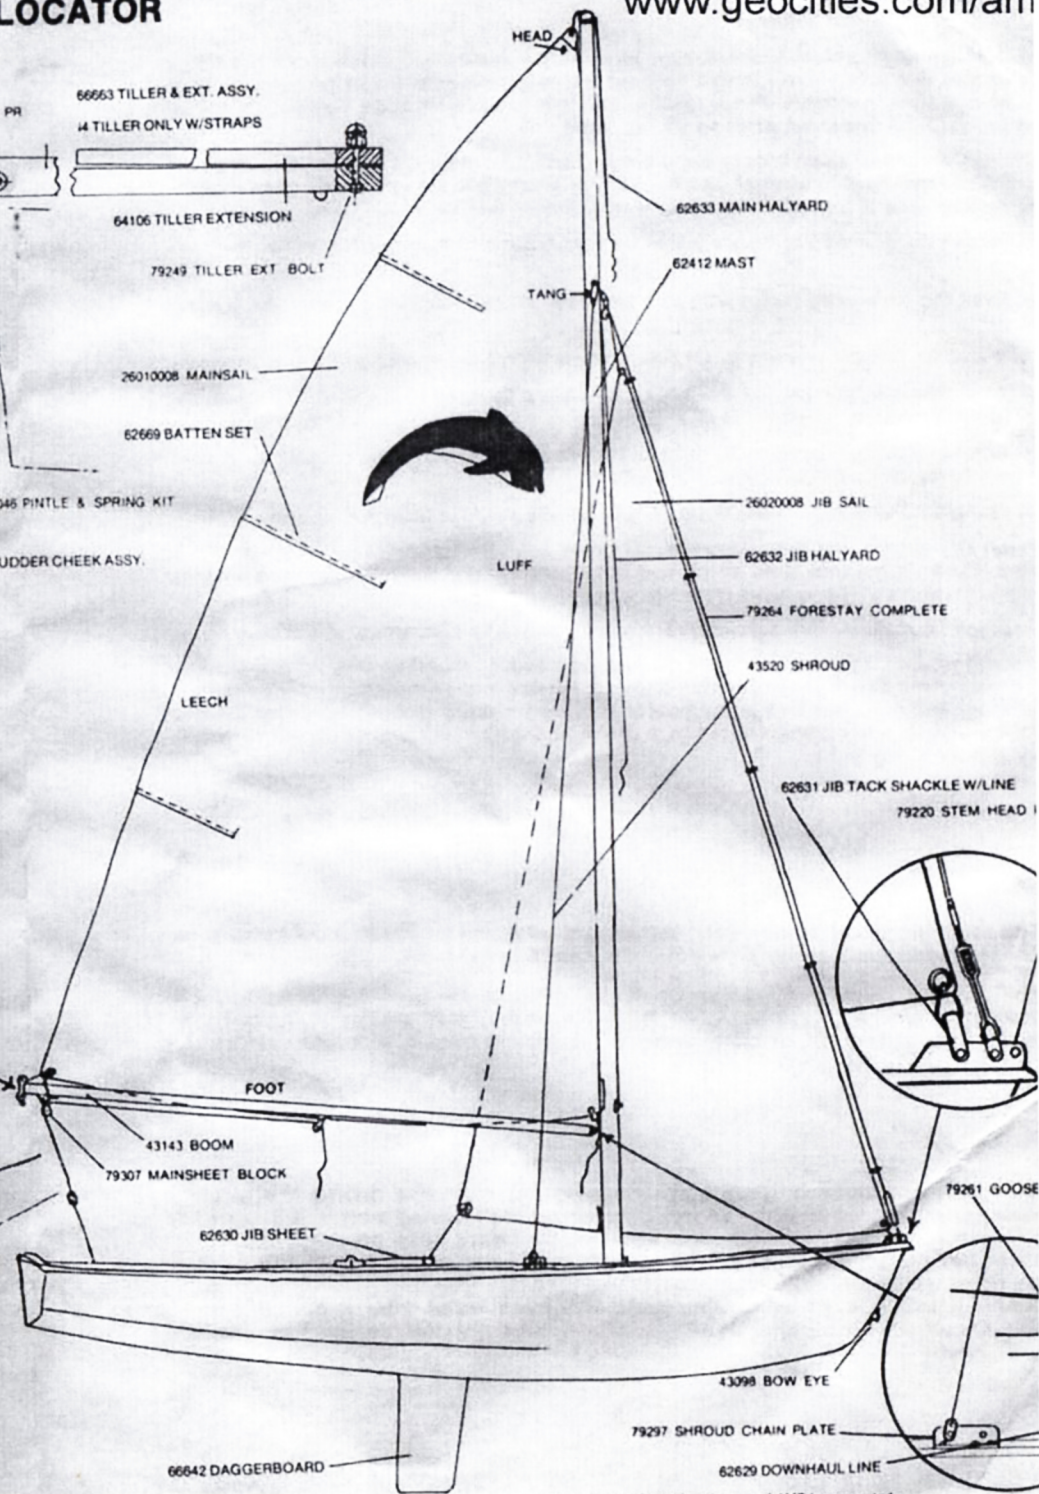 LOCATOR
www.geocities.com/am
HEAD
66663 TILLER & EXT. ASSY.
PR
4 TILLER ONLY W/STRAPS
62633 MAIN HALYARD
64106 TILLER EXTENSION
62412 MAST
79249 TILLER EXT BOLT
TANG
26010008 MAINSAIL
62669 BATTEN SET
046 PINTLE & SPRING KIT
26020008 JIB SAIL
62632 JIB HALYARD
UDDER CHEEK ASSY.
LUFF
79264 FORESTAY COMPLETE
43520 SHROUD
LEECH
62631 JIB TACK SHACKLE W/LINE
79220 STEM HEAD
FOOT
43143 BOOM
79307 MAINSHEET BLOCK
79261 GOOSE
62630 JIB SHEET
43098 BOW EYE
79297 SHROUD CHAIN PLATE
66642 DAGGERBOARD
62629 DOWNHAUL LINE